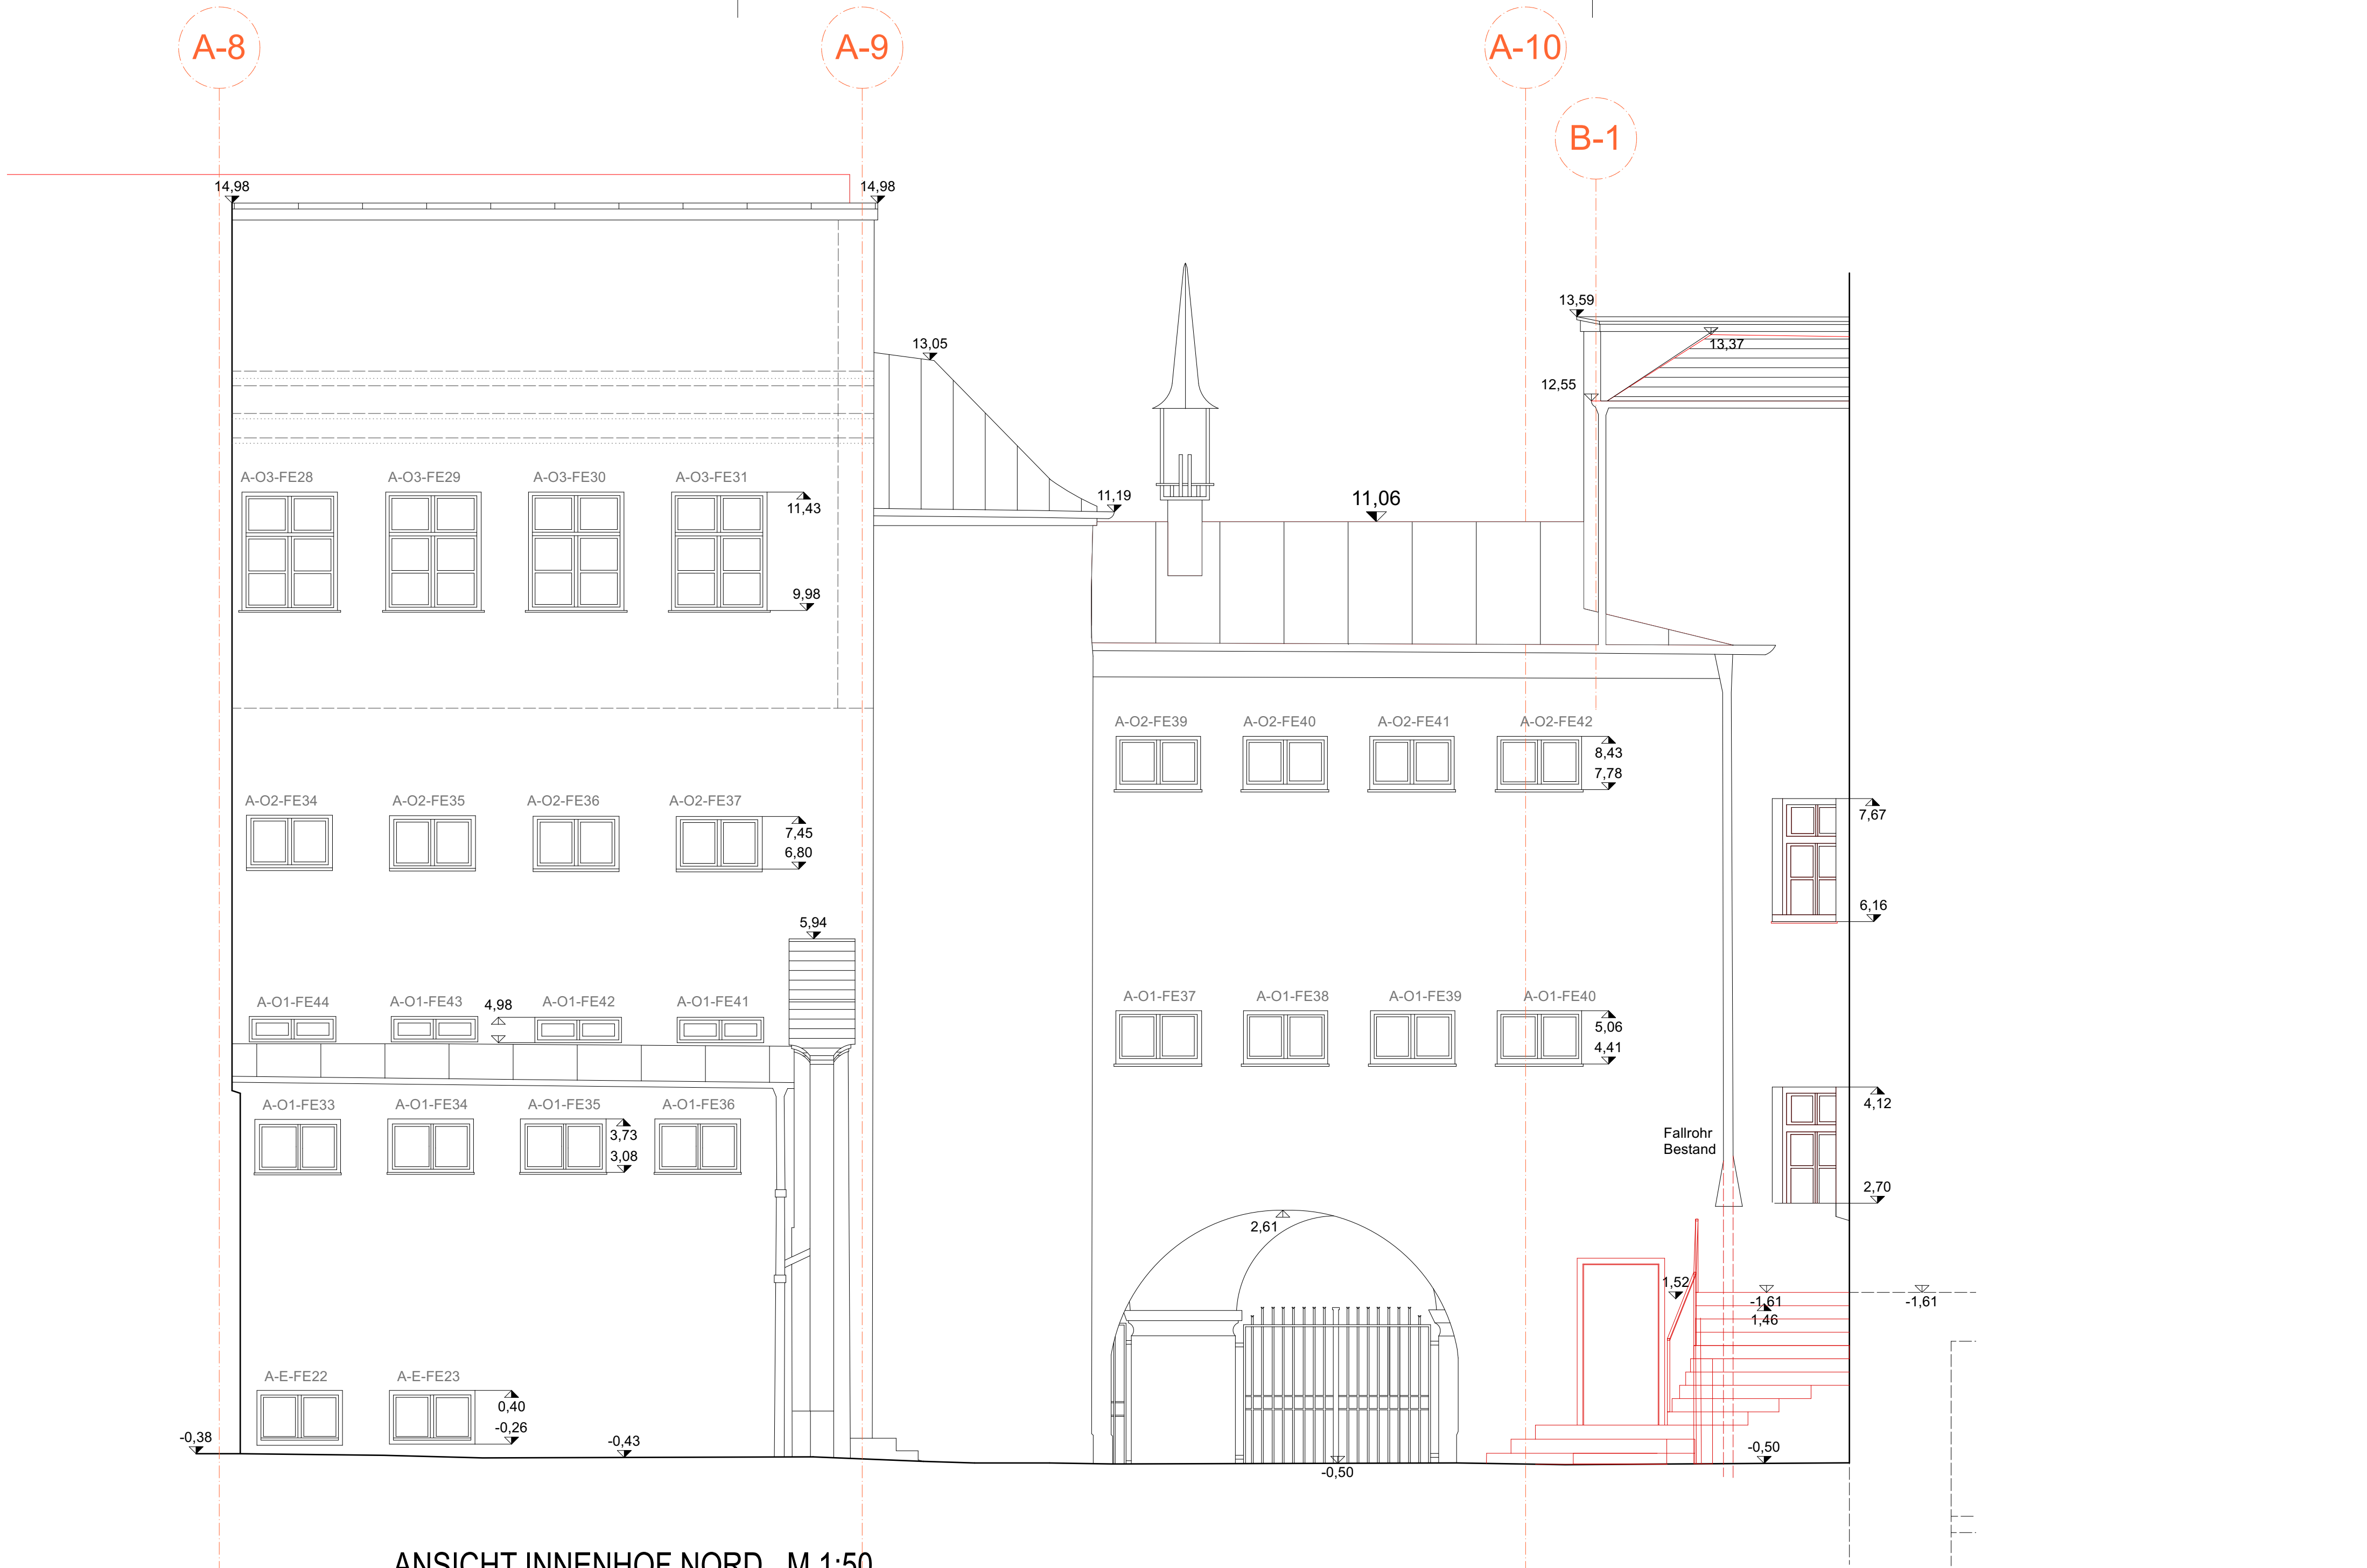 A-8
A-9
A-10
B-1
14,98
14,98
13,59
13,05
13,37
12,55
A-O3-FE28
A-O3-FE29
A-O3-FE30
A-O3-FE31
11,43
11,19
11,06
9,98
A-O2-FE39
A-O2-FE40
A-O2-FE41
A-O2-FE42
8,43
7,78
A-O2-FE34
A-O2-FE35
A-O2-FE36
A-O2-FE37
7,45
6,80
7,67
6,16
5,94
A-O1-FE44
A-O1-FE43
4,98
A-O1-FE42
A-O1-FE41
A-O1-FE37
A-O1-FE38
A-O1-FE39
A-O1-FE40
5,06
4,41
A-O1-FE33
A-O1-FE34
A-O1-FE35
A-O1-FE36
3,73
3,08
4,12
Fallrohr
Bestand
2,70
2,61
1,52
-1,61
-1,61
1,46
A-E-FE22
A-E-FE23
0,40
-0,26
-0,38
-0,43
-0,50
-0,50
ANSICHT INNENHOF NORD M 1:50